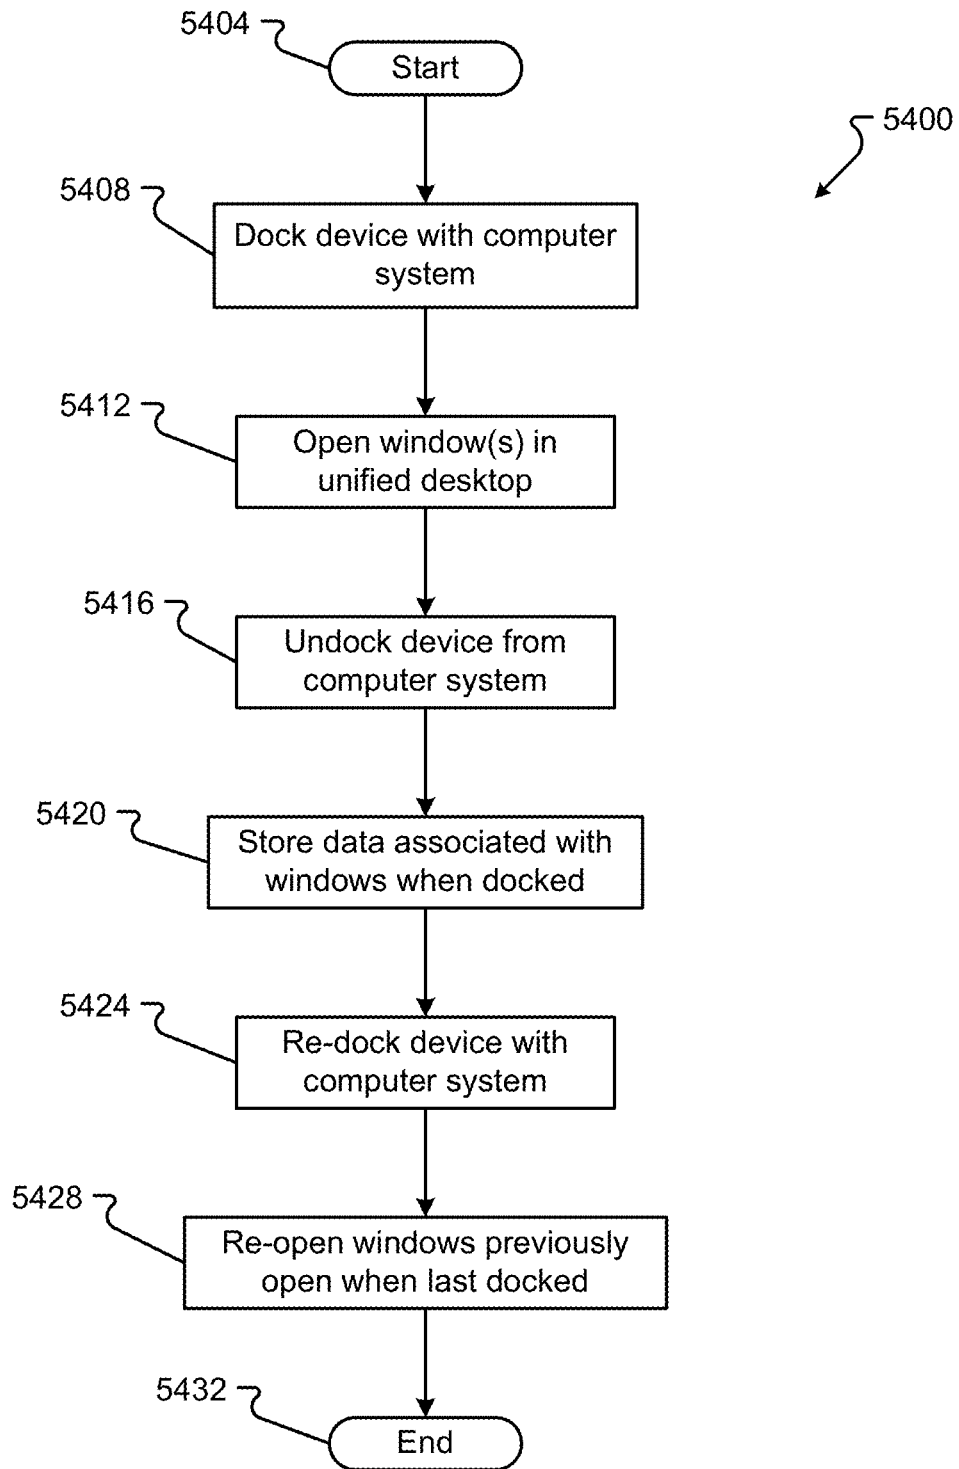 5404
Start
5400
5408
Dock device with computer
system
5412
Open window(s) in
unified desktop
5416
Undock device from
computer system
5420
Store data associated with
windows when docked
5424
Re-dock device with
computer system
5428
Re-open windows previously
open when last docked
5432
End